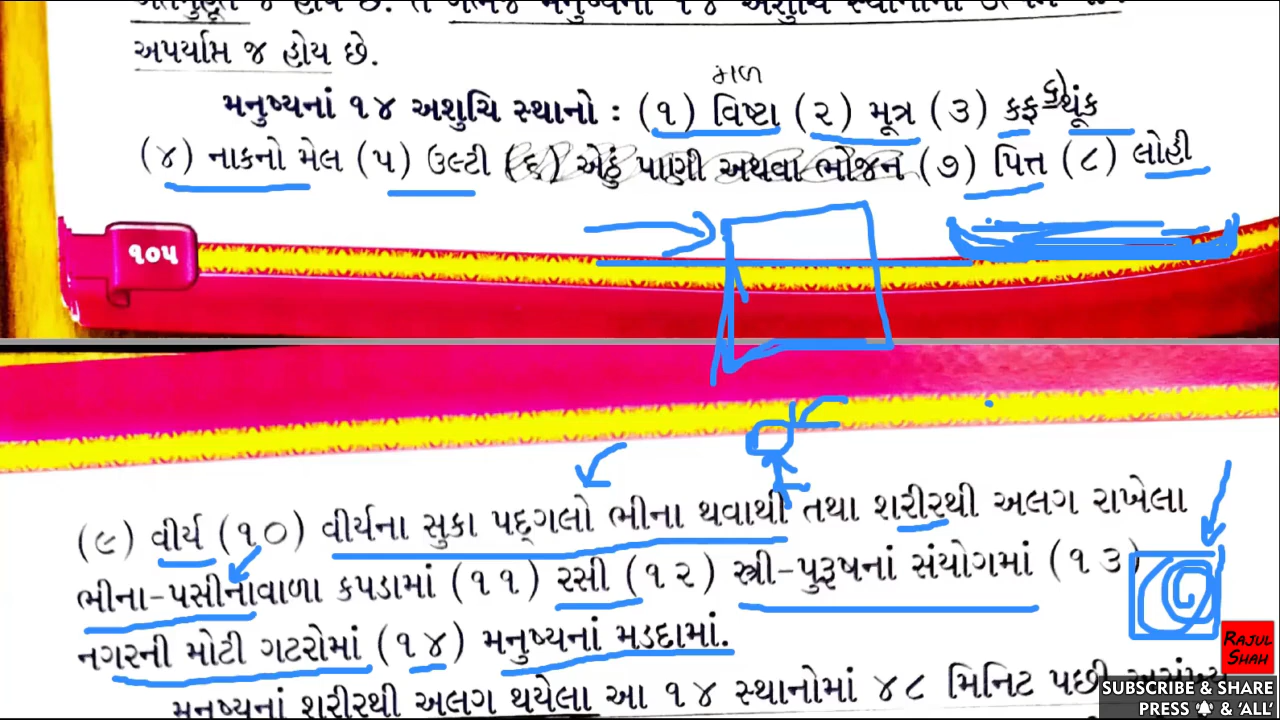 અપર્યાપ્ત જ હોય છે.
મળ
મનુષ્યનાં ૧૪ અશુચિ સ્થાનો : (૧) વિષ્ટા (૨) મૂત્ર (૩) કફ થૂંક
(૪) નાકનો મેલ (૫) ઉલ્ટી (૬) એઠું પાણી અથવા ભોજન (૭) પિત્ત (૮) લોહી
૧૦૫
(૯) વીર્ય (૧૦) વીર્યના સુકા પદ્ગલો ભીના થવાથી તથા શરીરથી અલગ રાખેલા
ભીના-પસીનાવાળા કપડામાં (૧૧) રસી (૧૨) સ્ત્રી-પુરૂષનાં સંયોગમાં (૧૩)
નગરની મોટી ગટરોમાં (૧૪) મનુષ્યનાં મડદામાં.
મનુષ્યનાં શરીરથી અલગ થયેલા આ ૧૪ સ્થાનોમાં ૪૮ મિનિટ પછી
RAJUL
SHAH
SUBSCRIBE & SHARE
PRESS & 'ALL'